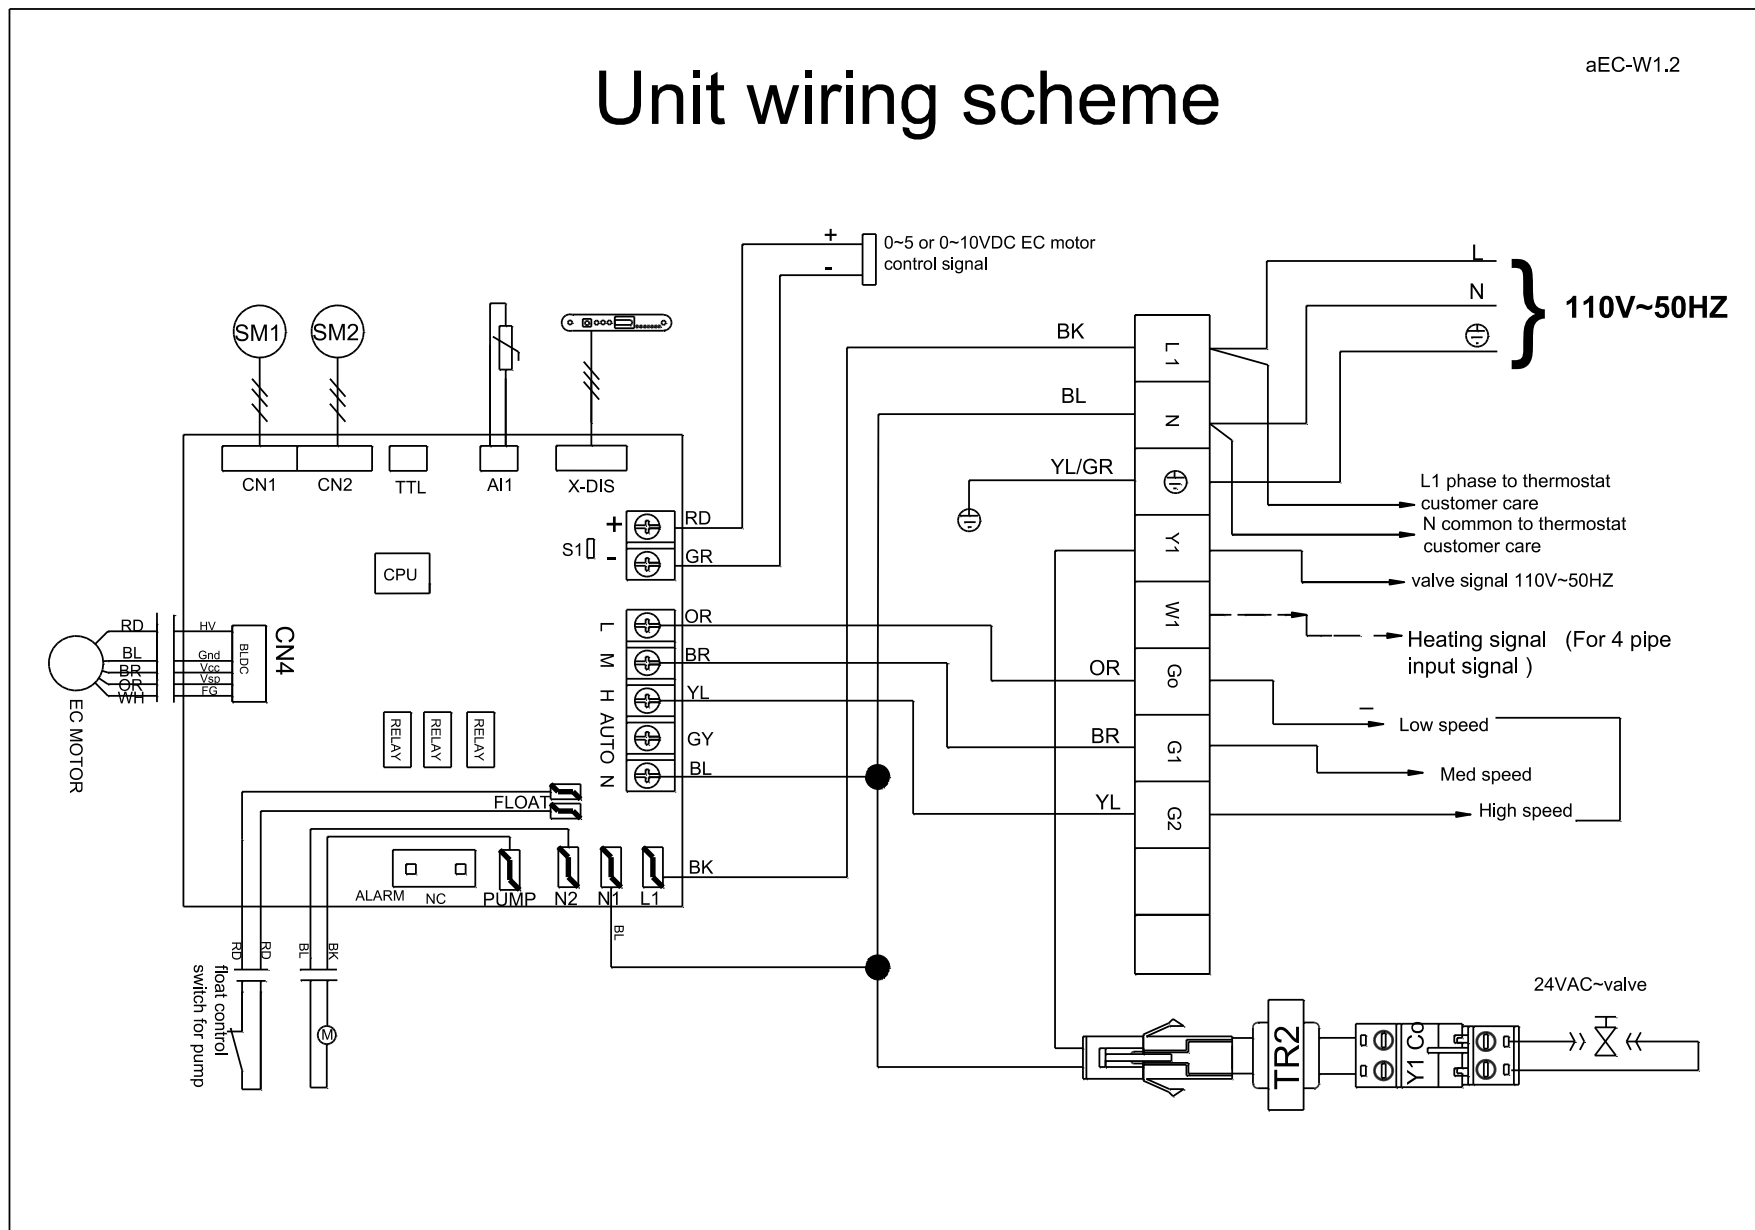 aEC-W1.2
Unit wiring scheme
+
-
0~5 or 0~10VDC EC motor
control signal
L
N
110V~50HZ
SM1
SM2
CN1
CN2
TTL
AI1
X-DIS
+
-
S1
RD
GR
CPU
BK
BL
YL/GR
L1
N
Y1
W1
Go
G1
G2
L1 phase to thermostat
customer care
N common to thermostat
customer care
valve signal 110V~50HZ
Heating signal (For 4 pipe
input signal )
Low speed
Med speed
High speed
OR
BR
YL
RD
BL
BR
OR
WH
HV
Gnd
Vcc
Vsp
FG
BLDC
CN4
EC MOTOR
RELAY
RELAY
RELAY
L
M
H
AUTO
N
OR
BR
YL
GY
BL
FLOAT
ALARM
NC
PUMP
N2
N1
L1
BK
BL
RD
RD
BL
BK
float control
switch for pump
M
TR2
Y1 Co
24VAC~valve